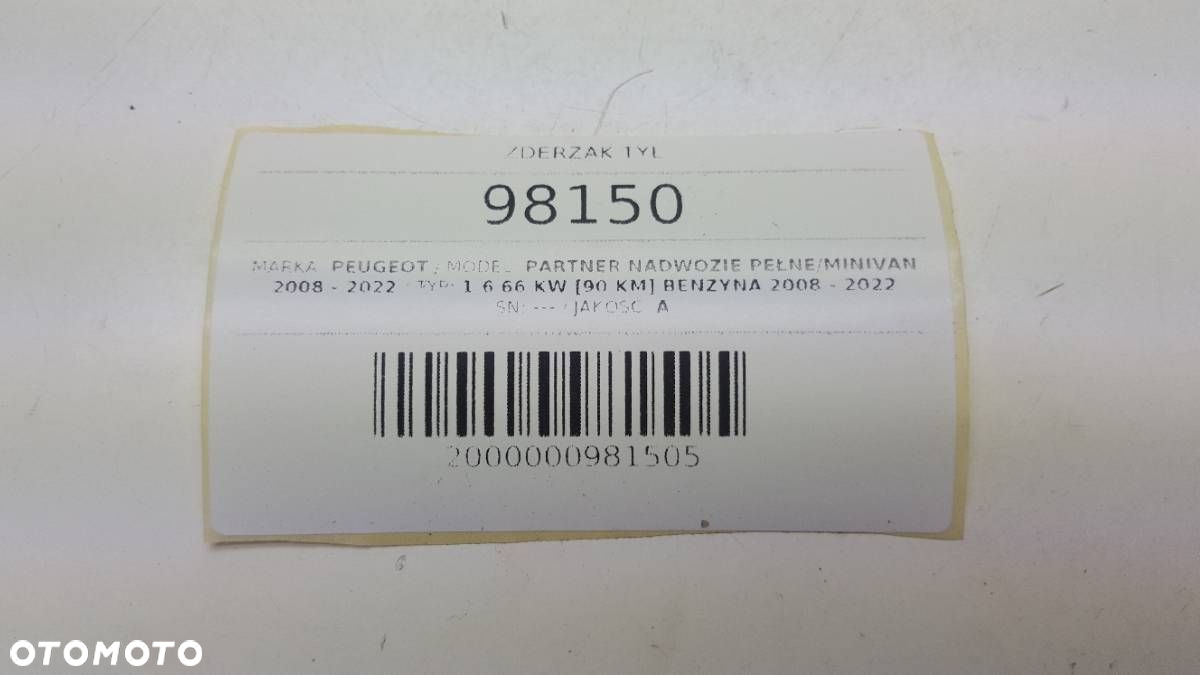 ZDERZAK TYŁ
98150
MARKA: PEUGEOT / MODEL: PARTNER NADWOZIE PEŁNE/MINIVAN
2008 - 2022 / TYP: 1.6 66 KW [90 KM] BENZYNA 2008 - 2022
SN: --- / JAKOŚĆ: A
2000000981505
OTOMOTO